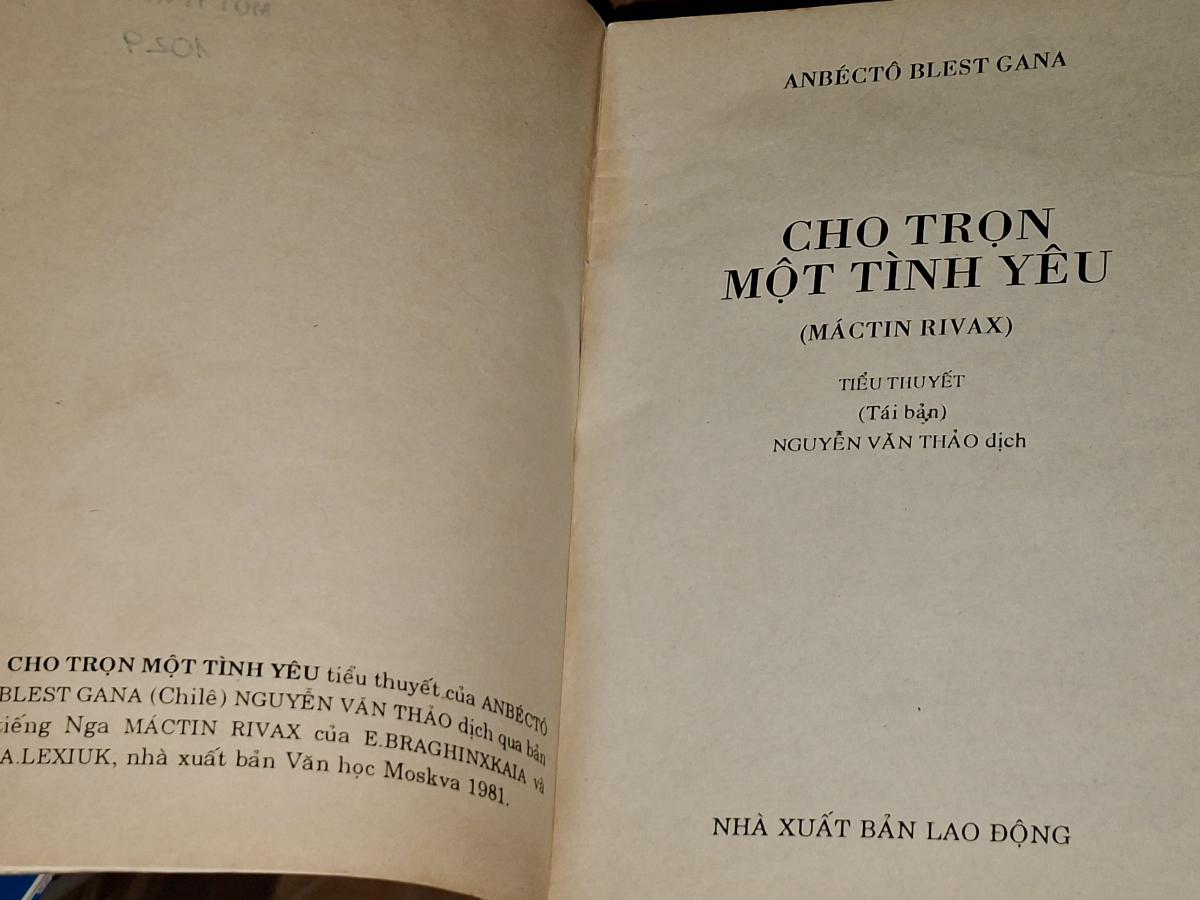 1029
CHO TRỌN MỘT TÌNH YÊU tiểu thuyết của ANBÉCTÔ
BLEST GANA (Chilê) NGUYỄN VĂN THẢO dịch qua bản
tiếng Nga MÁCTIN RIVAX của E.BRAGHINXKAIA và
A.LEXIUK, nhà xuất bản Văn học Moskva 1981.
ANBÉCTÔ BLEST GANA
CHO TRỌN
MỘT TÌNH YÊU
(MÁCTIN RIVAX)
TIỂU THUYẾT
(Tái bản)
NGUYỄN VĂN THẢO dịch
NHÀ XUẤT BẢN LAO ĐỘNG